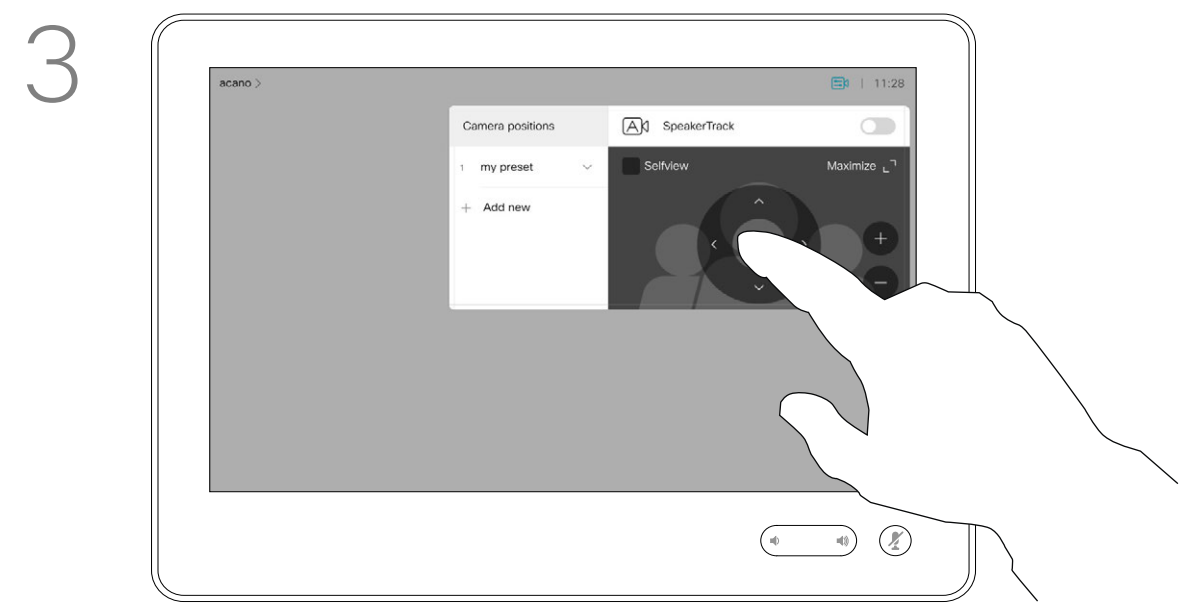 3
acano >
11:28
Camera positions
SpeakerTrack
1 my preset
Selfview
Maximize
+ Add new
+
−